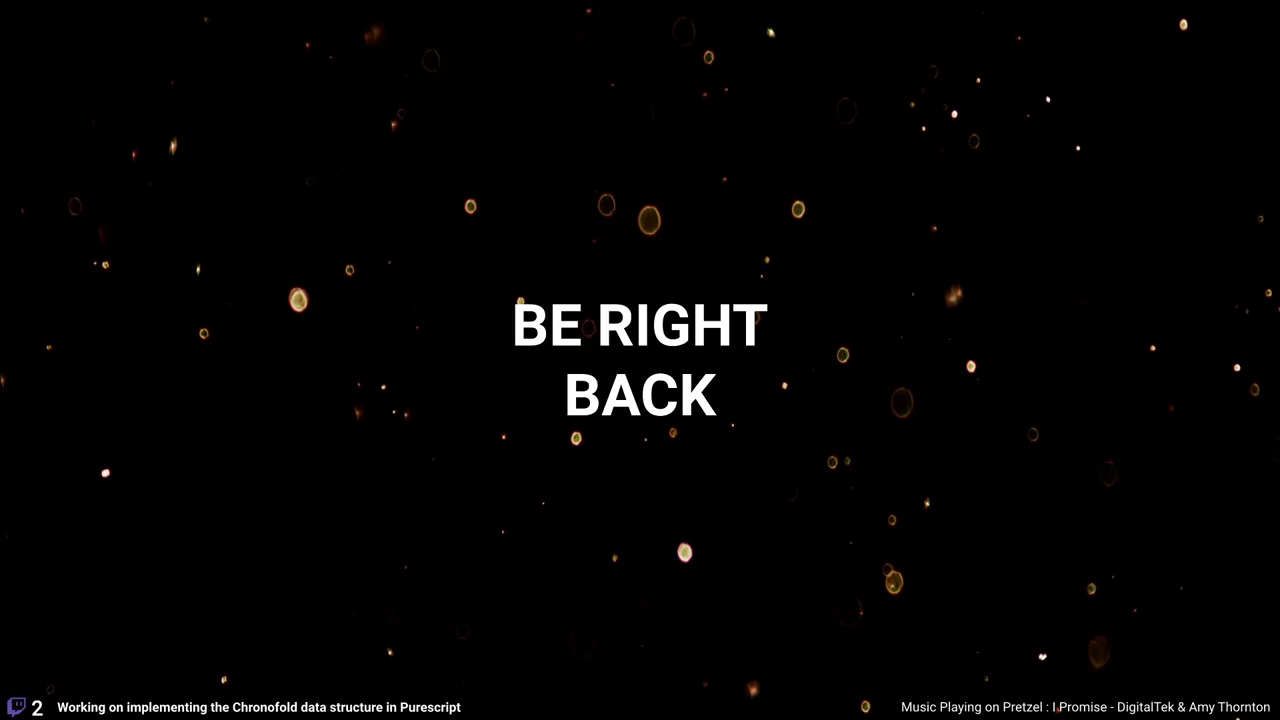 BE RIGHT
BACK
2 Working on implementing the Chronofold data structure in Purescript
Music Playing on Pretzel : I Promise - DigitalTek & Amy Thornton